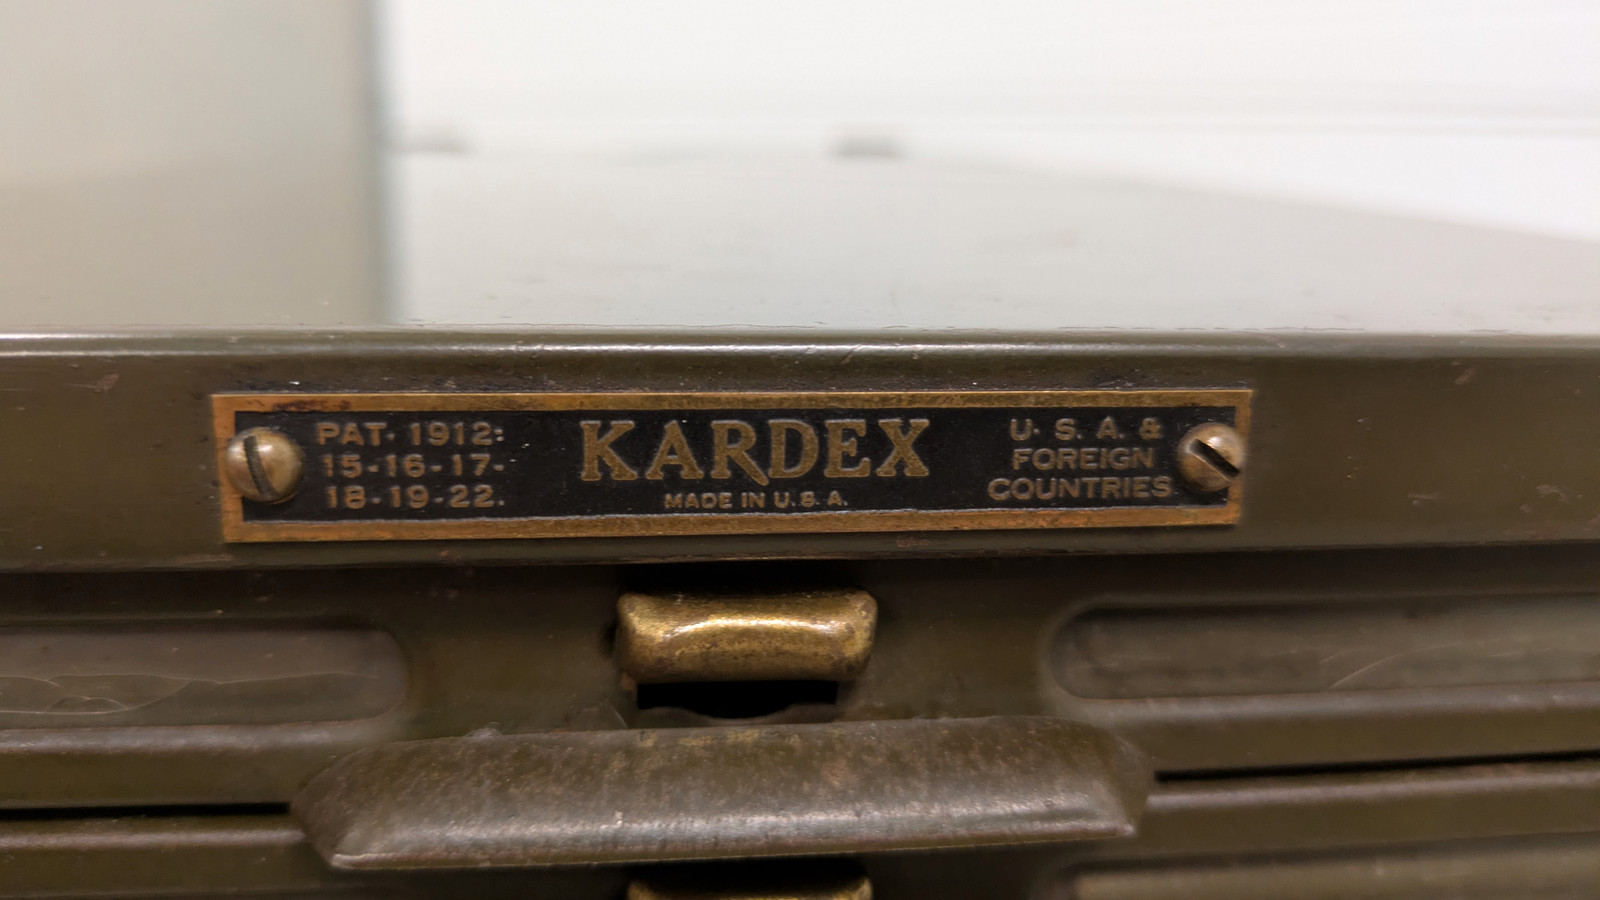 PAT. 1912:
15-16-17-
18-19-22.
KARDEX
MADE IN U.S.A.
U. S. A. &
FOREIGN
COUNTRIES